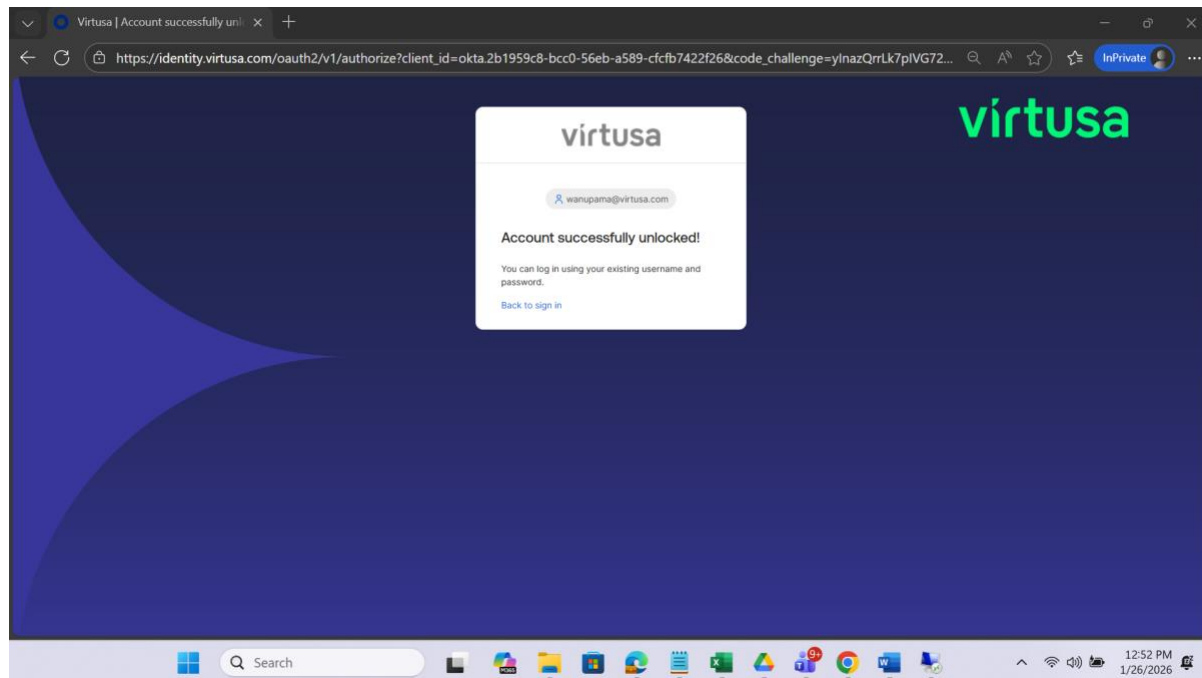 Virtusa | Account successfully unl
https://identity.virtusa.com/oauth2/v1/authorize?client_id=okta.2b1959c8-bcc0-56eb-a589-cfcfb7422f26&code_challenge=yInazQrrLk7pIVG72...
InPrivate
virtusa
virtusa
wanupama@virtusa.com
Account successfully unlocked!
You can log in using your existing username and
password.
Back to sign in
Search
9+
12:52 PM
1/26/2026